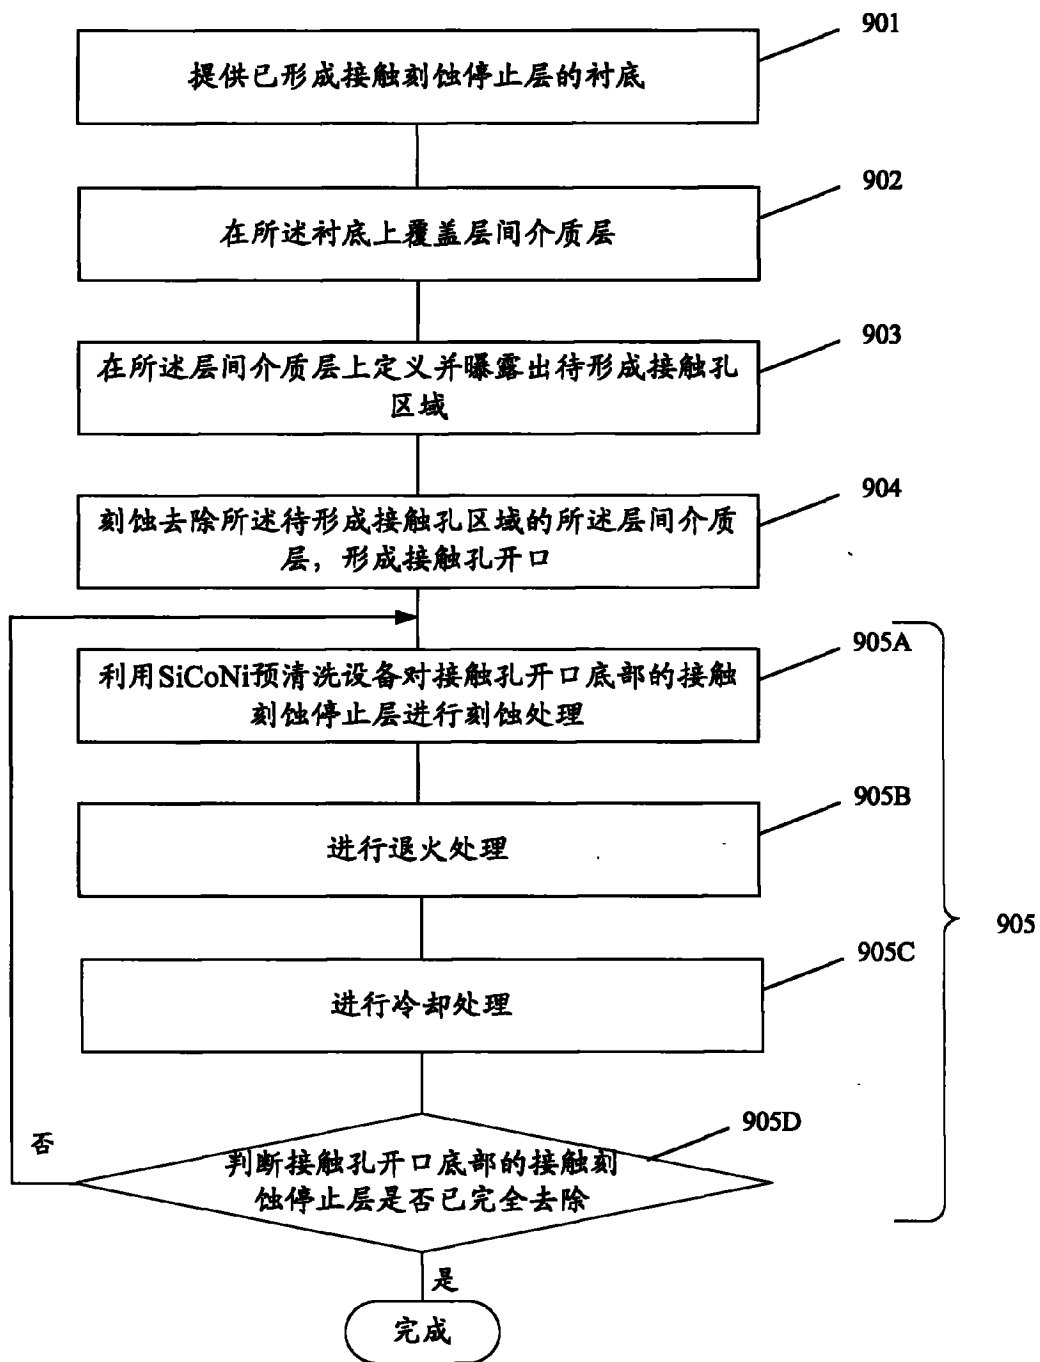 901
提供已形成接触刻蚀停止层的衬底
902
在所述衬底上覆盖层间介质层
903
在所述层间介质层上定义并曝露出待形成接触孔
区域
904
刻蚀去除所述待形成接触孔区域的所述层间介质
层，形成接触孔开口
905A
利用SiCoNi预清洗设备对接触孔开口底部的接触
刻蚀停止层进行刻蚀处理
905B
进行退火处理
905
905C
进行冷却处理
905D
否
判断接触孔开口底部的接触刻
蚀停止层是否已完全去除
是
完成